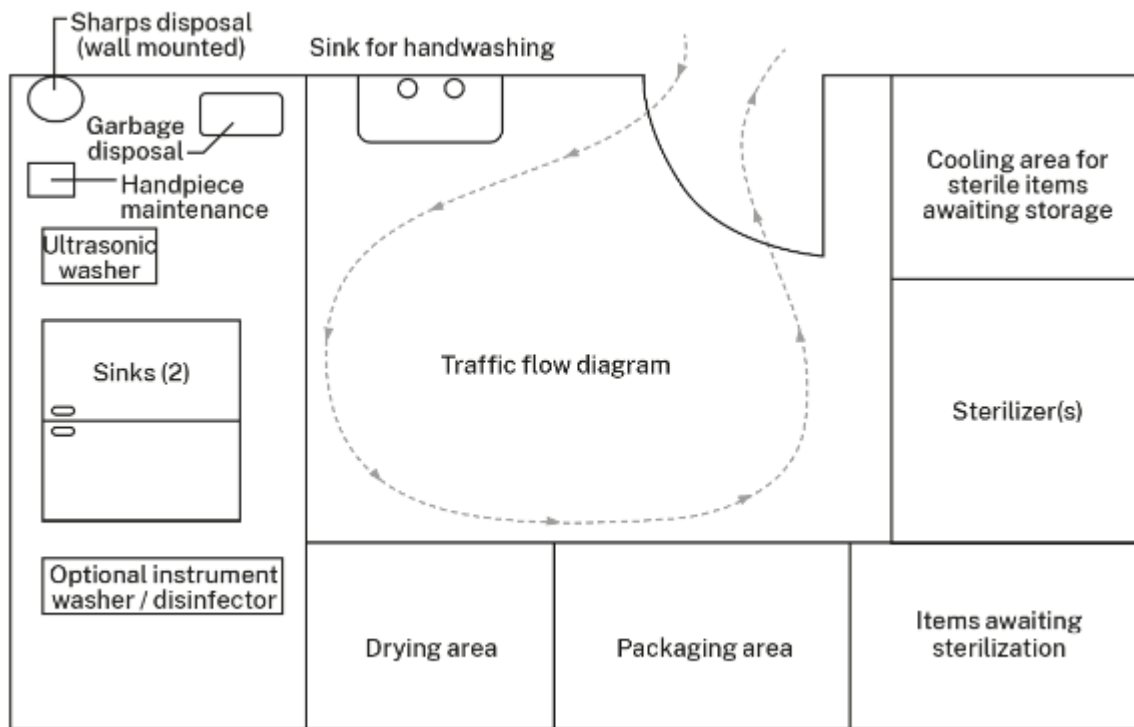 Sharps disposal
(wall mounted)
Sink for handwashing
Garbage
disposal
Handpiece
maintenance
Ultrasonic
washer
Sinks (2)
Optional instrument
washer / disinfector
Traffic flow diagram
Cooling area for
sterile items
awaiting storage
Sterilizer(s)
Drying area
Packaging area
Items awaiting
sterilization